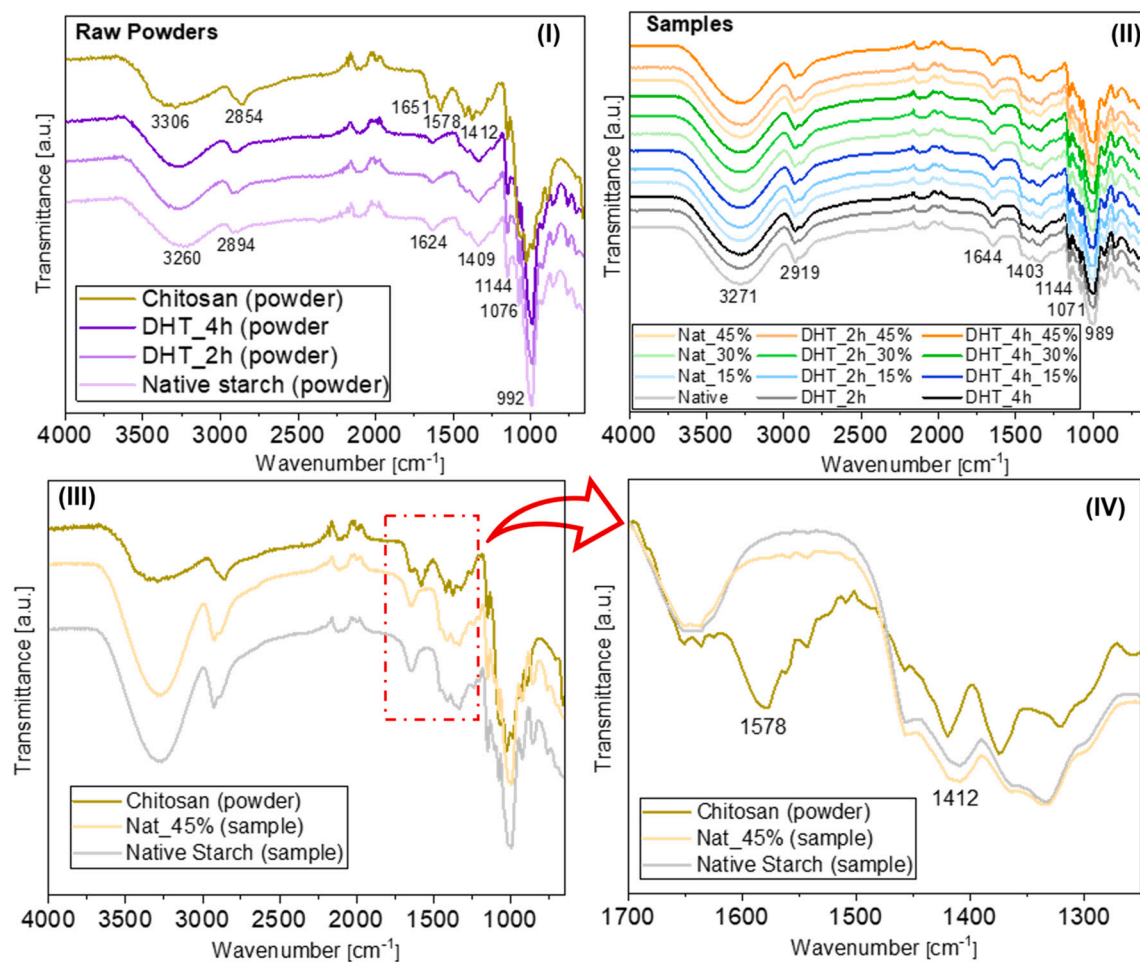 Raw Powders
(I)
3306
2854
1651
1578
1412
3260
2894
1624
1409
1144
1076
992
Chitosan (powder)
DHT_4h (powder
DHT_2h (powder)
Native starch (powder)
Transmittance [a.u.]
4000 3500 3000 2500 2000 1500 1000
Wavenumber [cm⁻¹]
Samples
(II)
3271
2919
1644
1403
1144
1071
989
Nat_45% DHT_2h_45% DHT_4h_45%
Nat_30% DHT_2h_30% DHT_4h_30%
Nat_15% DHT_2h_15% DHT_4h_15%
Native DHT_2h DHT_4h
Transmittance [a.u.]
4000 3500 3000 2500 2000 1500 1000
Wavenumber [cm⁻¹]
(III)
Chitosan (powder)
Nat_45% (sample)
Native Starch (sample)
Transmittance [a.u.]
4000 3500 3000 2500 2000 1500 1000
Wavenumber [cm⁻¹]
(IV)
1578
1412
Chitosan (powder)
Nat_45% (sample)
Native Starch (sample)
Transmittance [a.u.]
1700 1600 1500 1400 1300
Wavenumber [cm⁻¹]